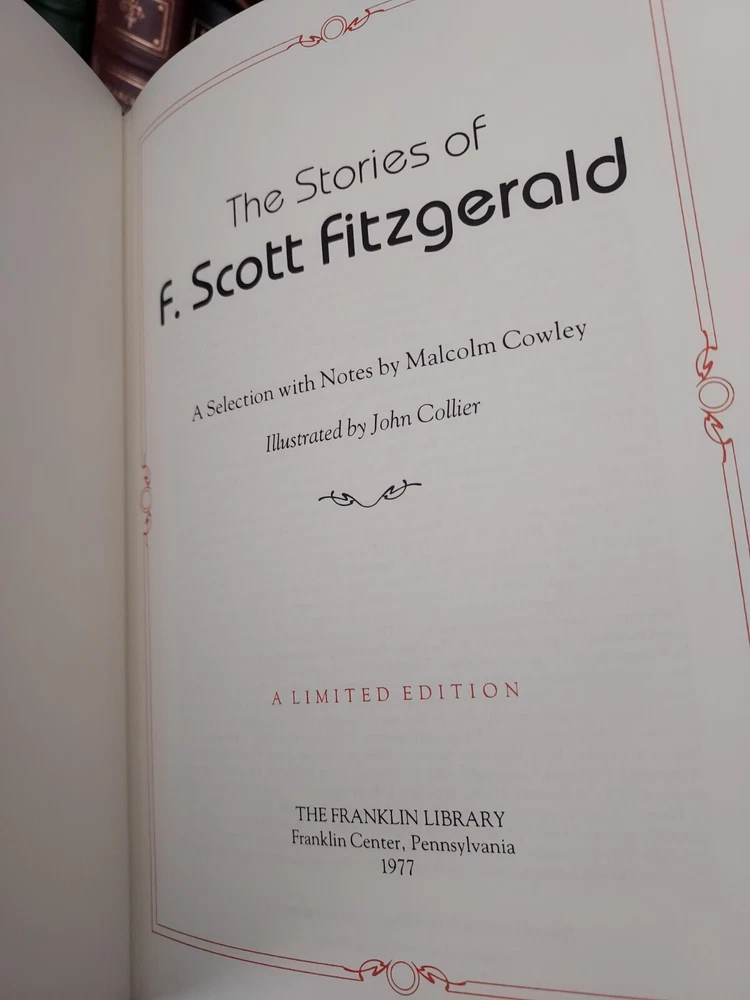 The Stories of
F. Scott Fitzgerald
A Selection with Notes by Malcolm Cowley
Illustrated by John Collier
A LIMITED EDITION
THE FRANKLIN LIBRARY
Franklin Center, Pennsylvania
1977